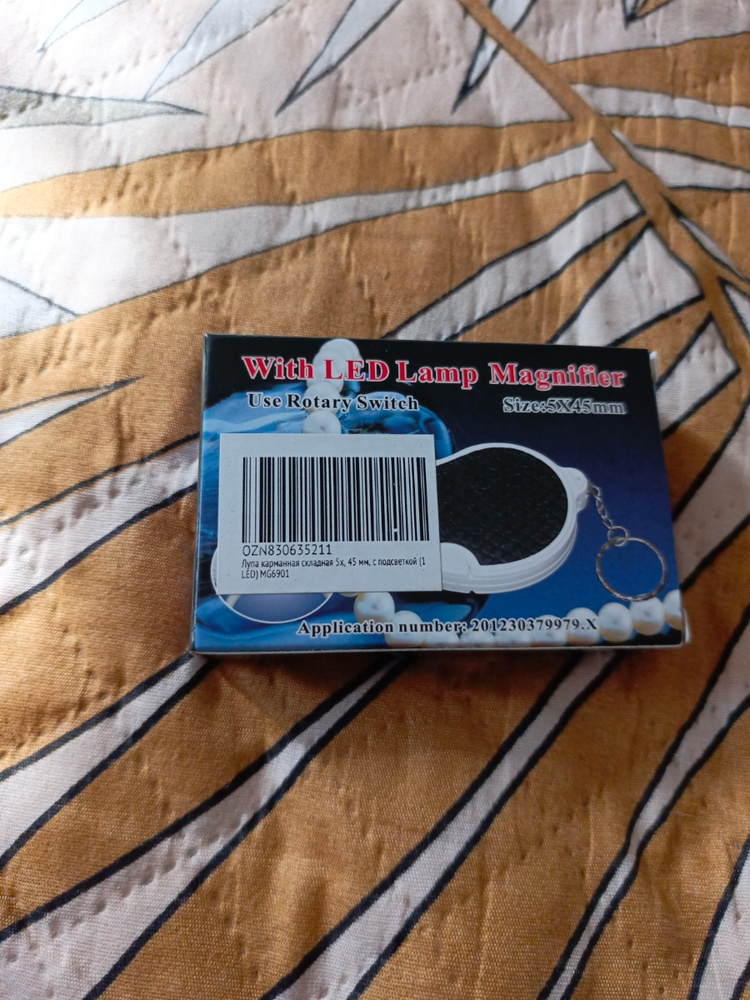 With LED Lamp Magnifier
Use Rotary Switch
Size:5X45mm
OZN830635211
Лупа карманная складная 5х, 45 мм, с подсветкой (1
LED) MG6901
Application number: 201230379979.X